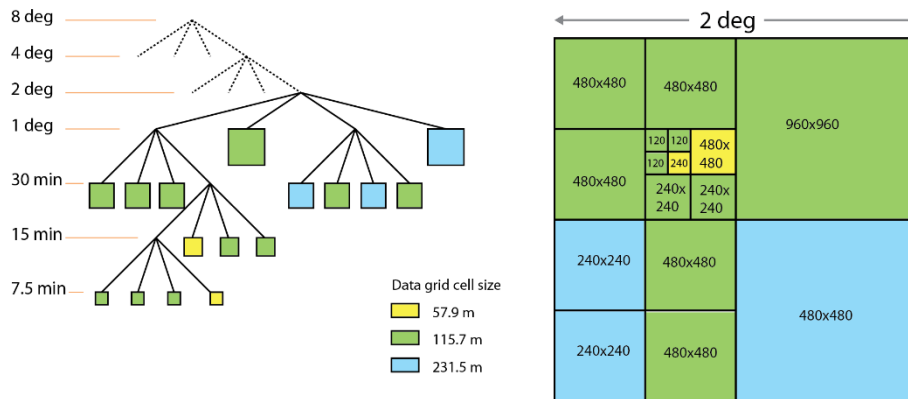 8 deg
4 deg
2 deg
1 deg
30 min
15 min
7.5 min
Data grid cell size
57.9 m
115.7 m
231.5 m
2 deg
480x480
480x480
960x960
480x480
120
120
480x
480
120
240
240x
240
240x
240
240x240
480x480
480x480
240x240
480x480